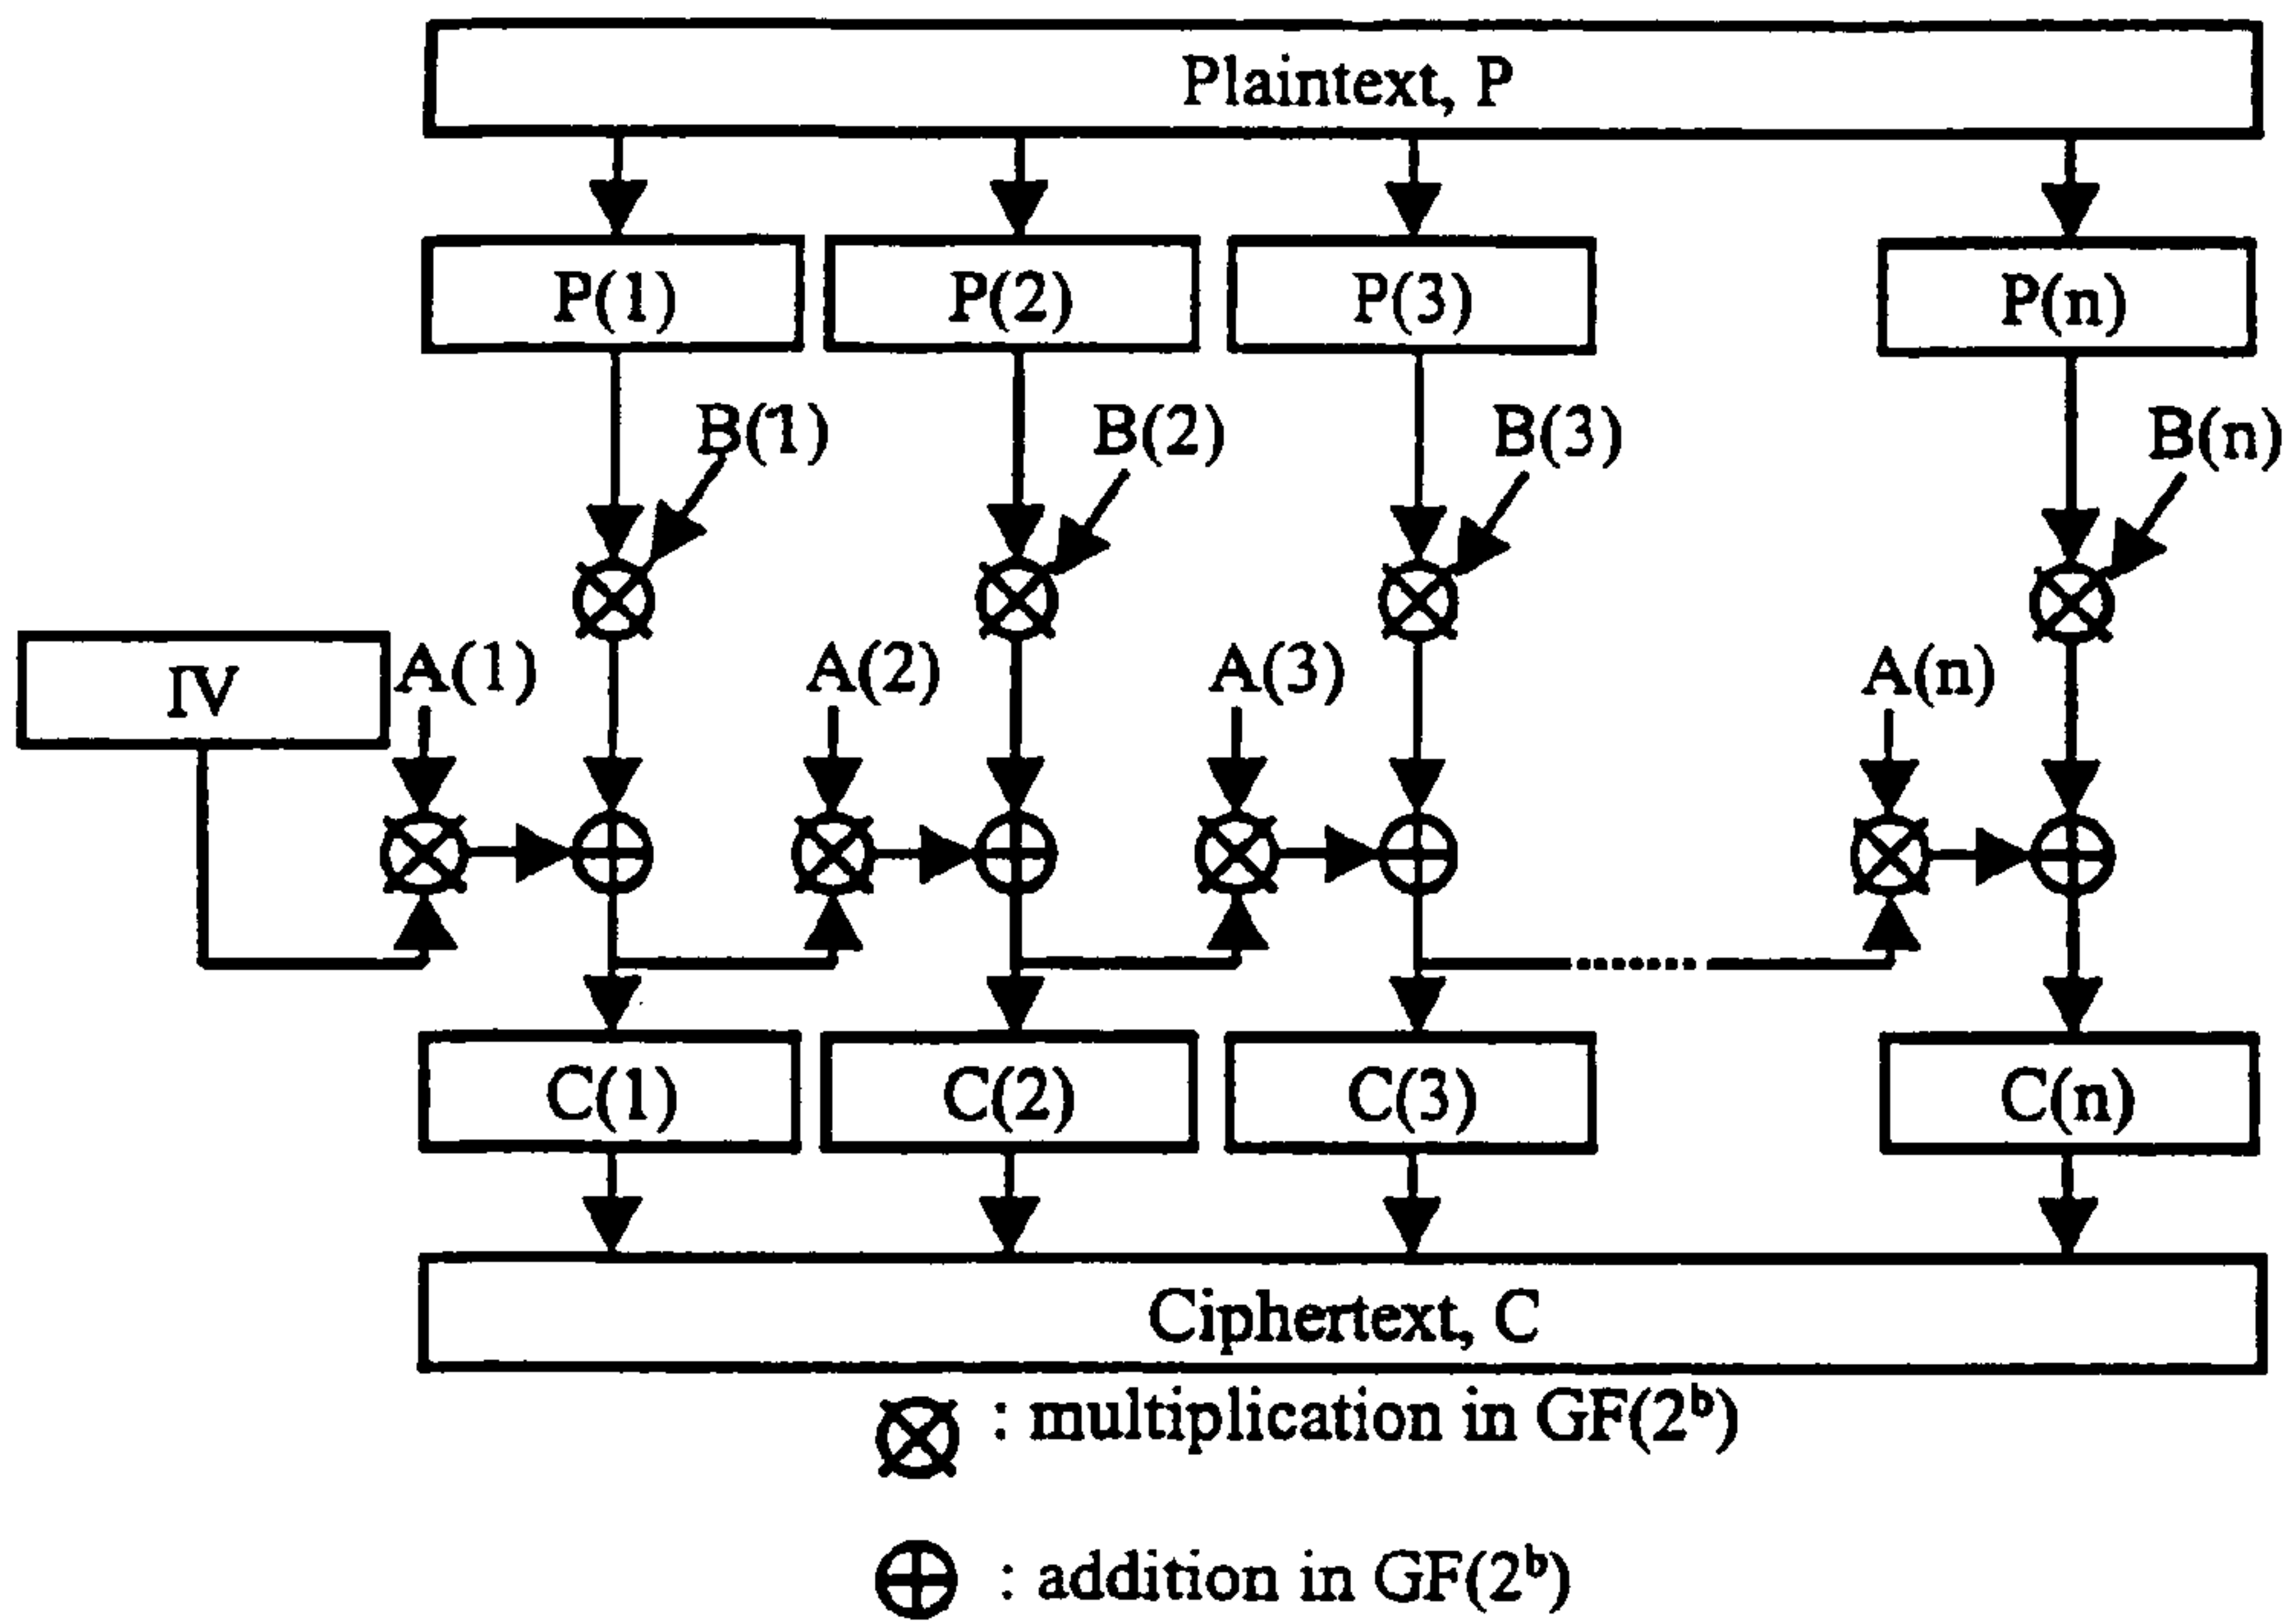 Plaintext, P
P(1) P(2) P(3) P(n)
B(1) B(2) B(3) B(n)
IV A(1) A(2) A(3) A(n)
C(1) C(2) C(3) C(n)
Ciphertext, C
⊗ : multiplication in GF(2ᵇ)
⊕ : addition in GF(2ᵇ)